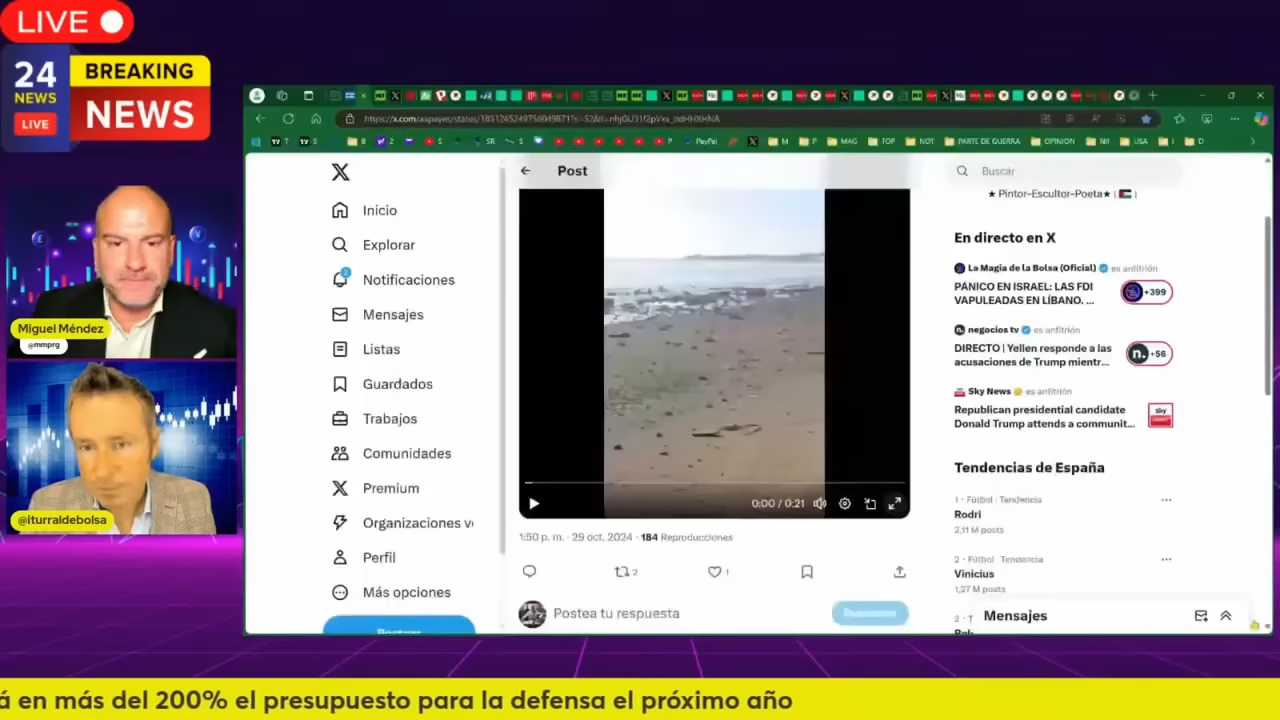 LIVE
24
NEWS
LIVE
BREAKING
NEWS
Miguel Méndez
@mmprg
@iturraldebolsa
PayPal
MAG
TOP
NOT
PARTE DE GUERRA
OPINION
USA
Inicio
Explorar
Notificaciones
Mensajes
Listas
Guardados
Trabajos
Comunidades
Premium
Organizaciones ve
Perfil
Más opciones
Postear
Post
0:00 / 0:21
1:50 p. m. · 29 oct. 2024 · 184 Reproducciones
2
1
Postea tu respuesta
Buscar
★ Pintor-Escultor-Poeta★
En directo en X
La Magia de la Bolsa (Oficial) es anfitrión
PÁNICO EN ISRAEL: LAS FDI
VAPULEADAS EN LÍBANO. ...
+399
negocios tv es anfitrión
DIRECTO | Yellen responde a las
acusaciones de Trump mientr...
+56
Sky News es anfitrión
Republican presidential candidate
Donald Trump attends a communit...
sky
Tendencias de España
1 · Fútbol · Tendencia
Rodri
2,11 M posts
2 · Fútbol · Tendencia
Vinicius
1,27 M posts
Mensajes
á en más del 200% el presupuesto para la defensa el próximo año